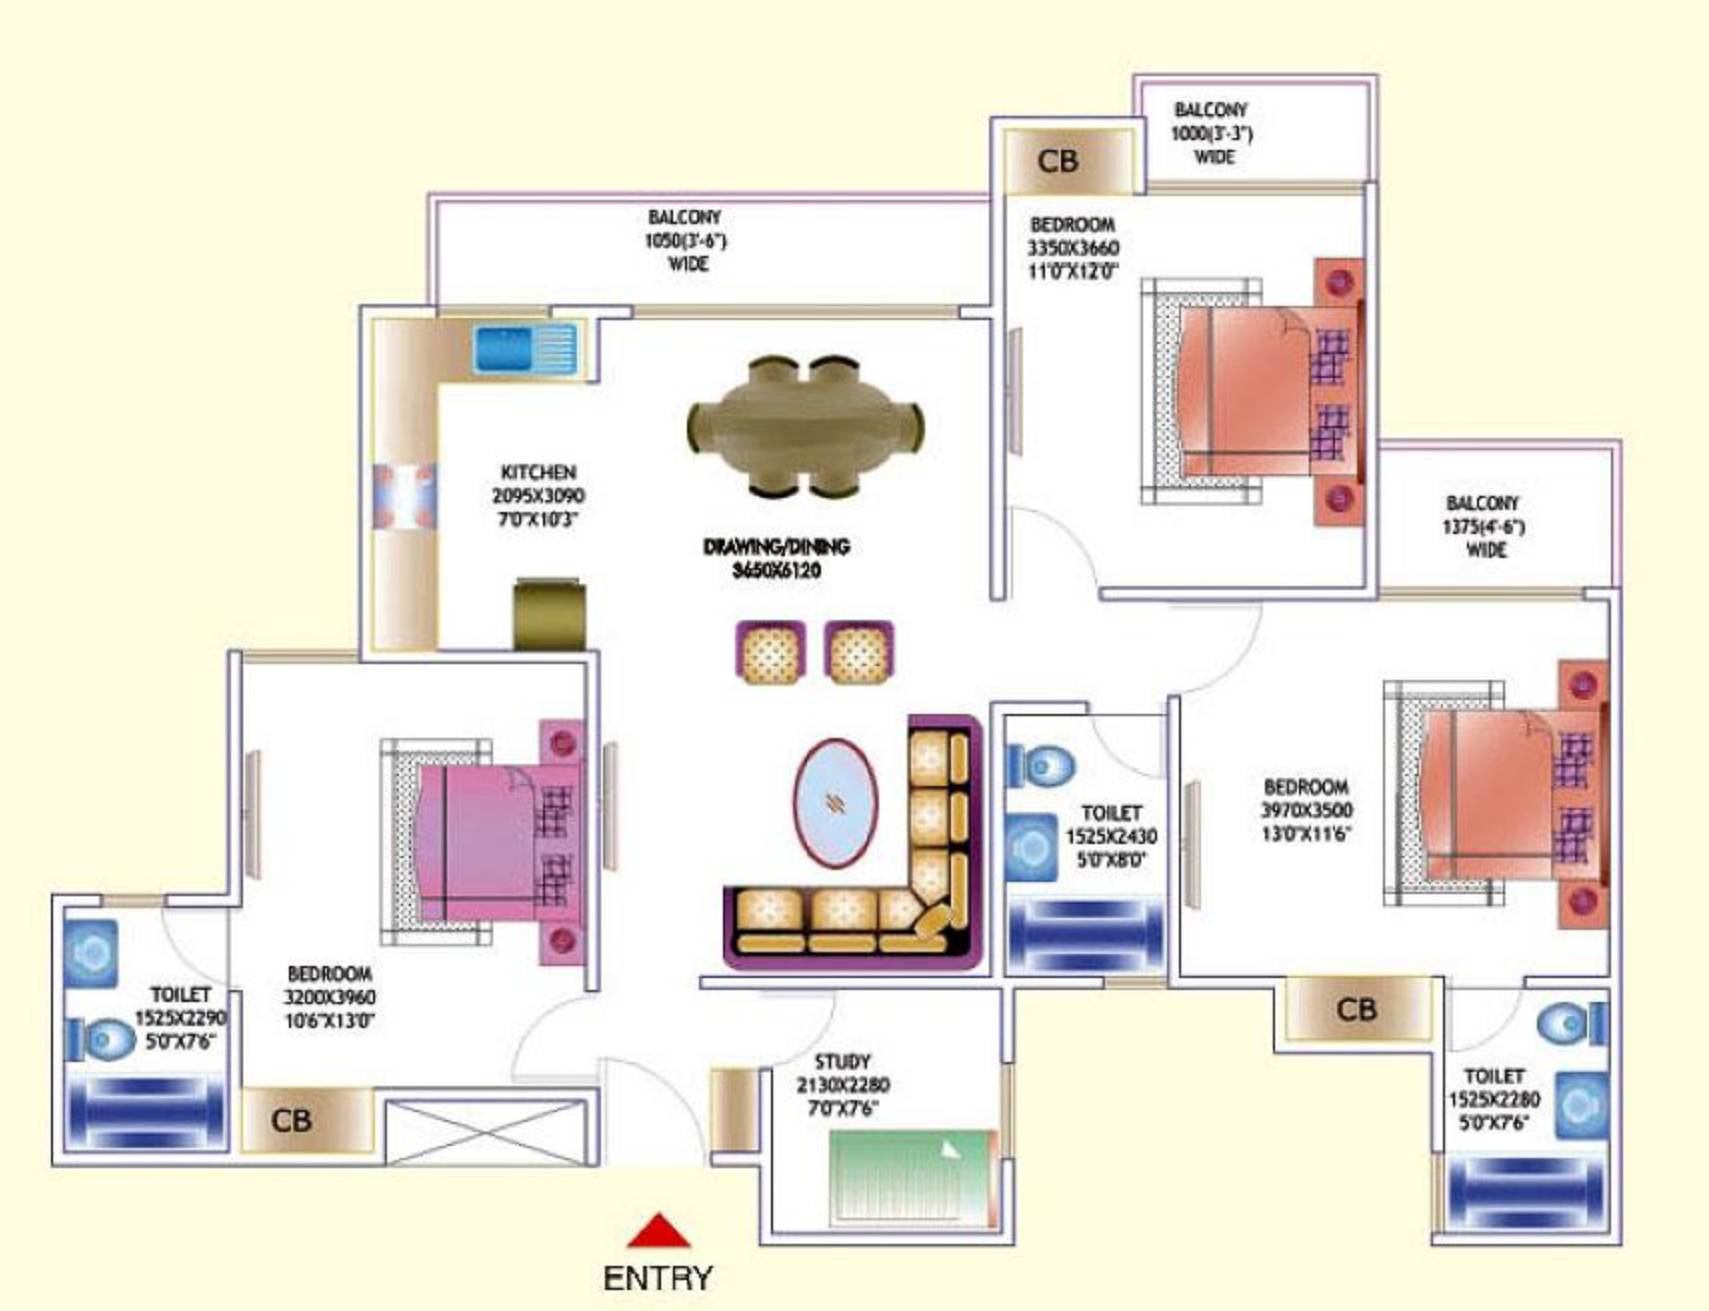 BALCONY
1000(3'-3")
WIDE
CB
BALCONY
1050(3'-6")
WIDE
BEDROOM
3350X3660
11'0"X12'0"
KITCHEN
2095X3090
7'0"X10'3"
BALCONY
1375(4'-6")
WIDE
DRAWING/DINING
3650X6120
BEDROOM
3970X3500
13'0"X11'6"
TOILET
1525X2430
5'0"X8'0"
BEDROOM
3200X3960
10'6"X13'0"
TOILET
1525X2290
5'0"X7'6"
CB
STUDY
2130X2280
7'0"X7'6"
TOILET
1525X2280
5'0"X7'6"
CB
ENTRY